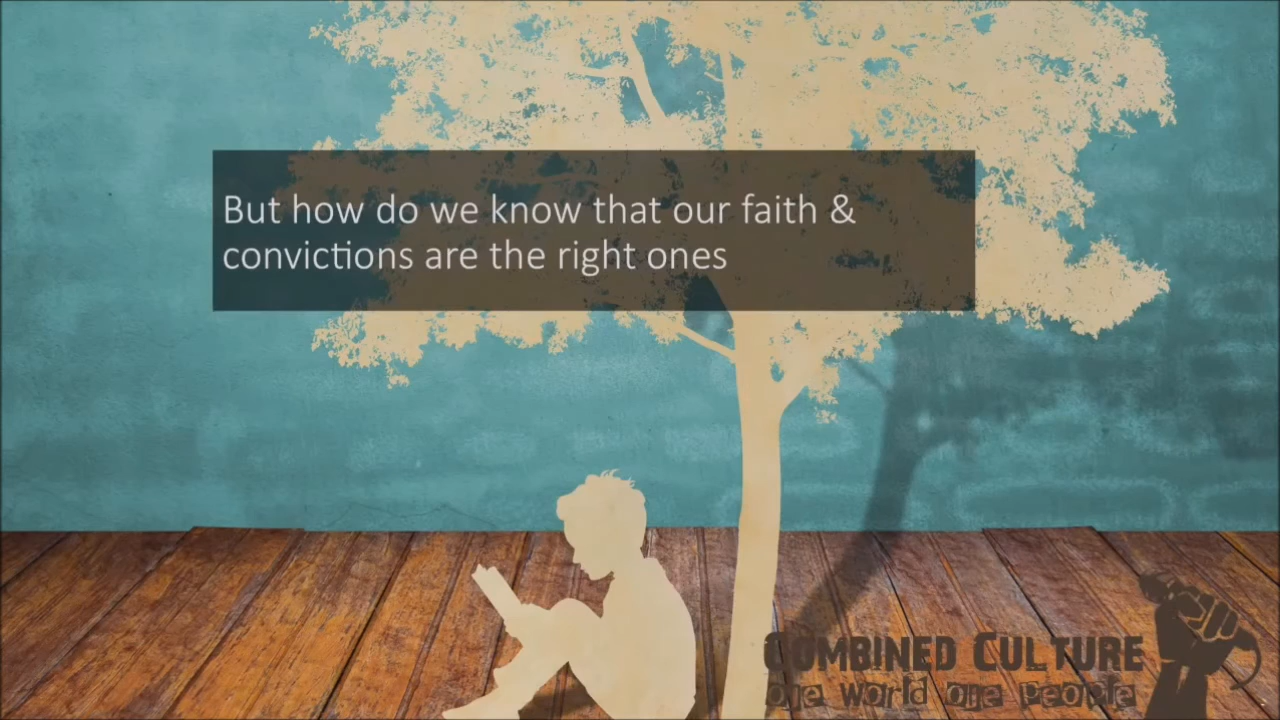 But how do we know that our faith &
convictions are the right ones
COMBINED CULTURE
one world one people